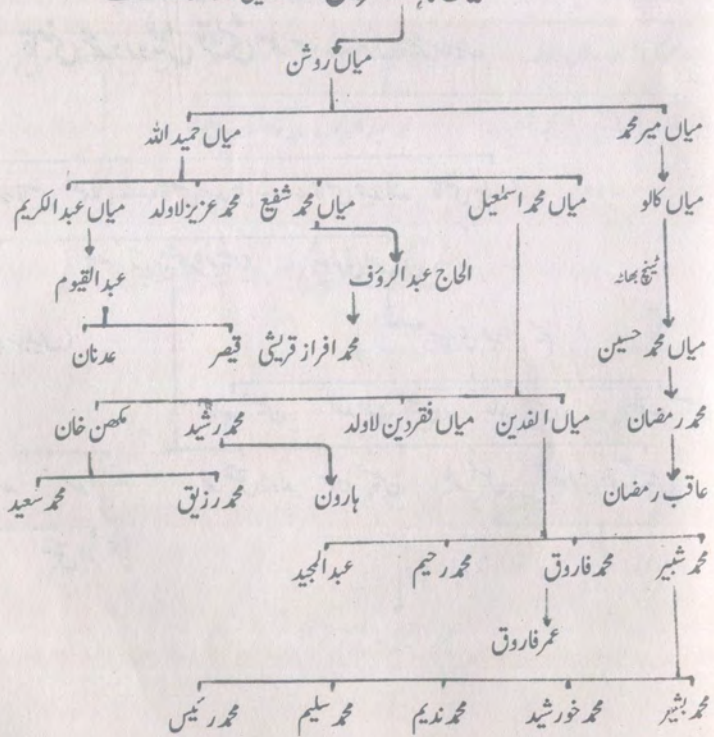 میاں روشن
میاں میر محمد میاں حمید اللہ
میاں کالو میاں محمد اسمٰعیل میاں محمد شفیع محمد عزیز لاولد میاں عبدالکریم
ٹینچ بھاٹہ الحاج عبدالرؤف عبدالقیوم
میاں محمد حسین محمد افراز قریشی قیصر عدنان
محمد رمضان میاں الفدین میاں فقردین لاولد محمد رشید مکھن خان
عاقب رمضان ہارون محمد رزیق محمد سعید
محمد شبیر محمد فاروق محمد رحیم عبدالمجید
عمر فاروق
محمد بشیر محمد خورشید محمد ندیم محمد سلیم محمد رئیس